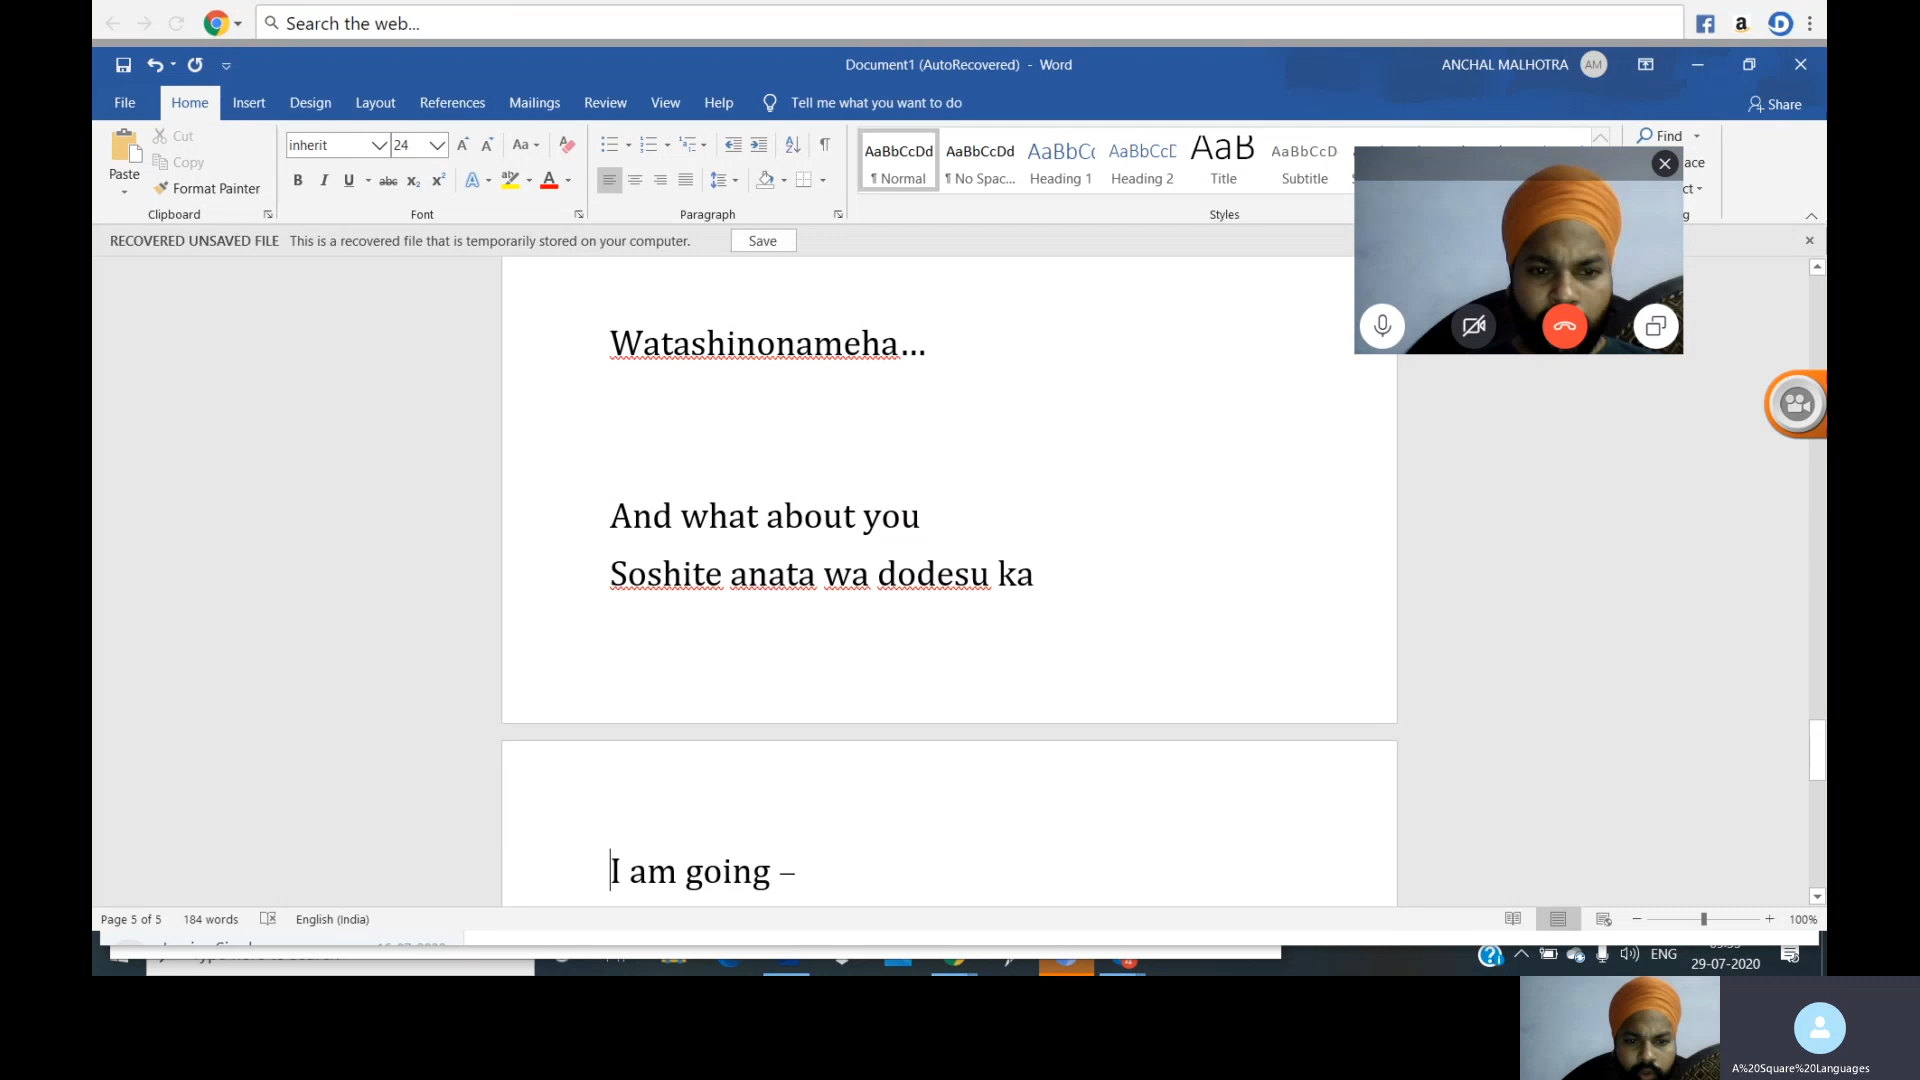 Search the web...
Document1 (AutoRecovered) - Word
ANCHAL MALHOTRA AM
File Home Insert Design Layout References Mailings Review View Help Tell me what you want to do
Share
Cut
Copy
Paste
Format Painter
inherit 24
AaBbCcDd AaBbCcDd AaBbC AaBbCcD AaB AaBbCcD
¶ Normal ¶ No Spac... Heading 1 Heading 2 Title Subtitle
Find
Clipboard Font Paragraph Styles
RECOVERED UNSAVED FILE This is a recovered file that is temporarily stored on your computer. Save
Watashinonameha...
And what about you
Soshite anata wa dodesu ka
I am going –
Page 5 of 5 184 words English (India) 100%
ENG
29-07-2020
A%20Square%20Languages